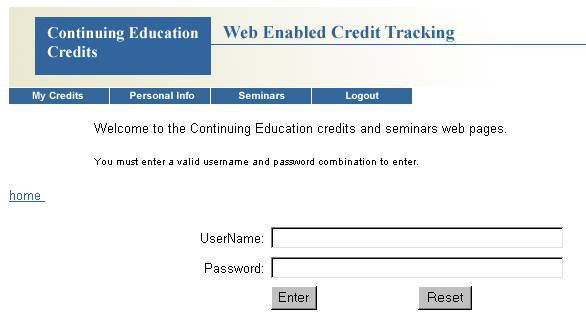 Continuing Education
Credits
Web Enabled Credit Tracking
My Credits Personal Info Seminars Logout
Welcome to the Continuing Education credits and seminars web pages.
You must enter a valid username and password combination to enter.
home
UserName:
Password:
Enter Reset